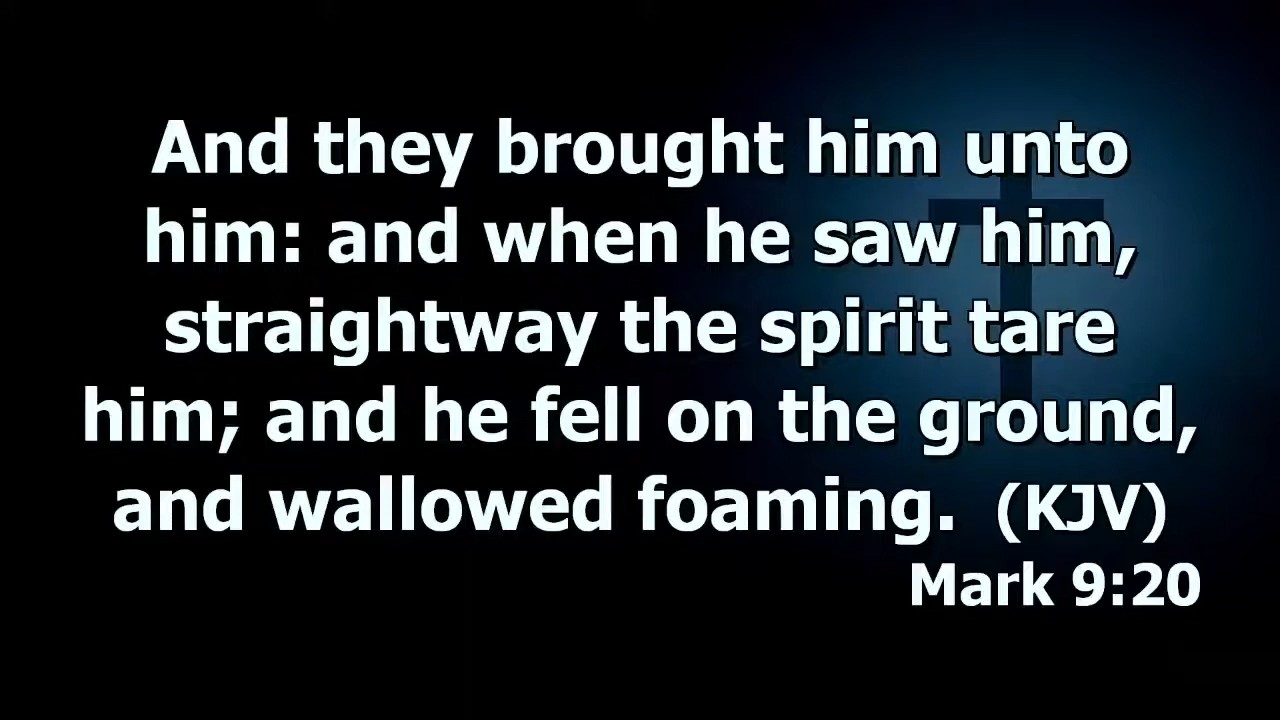 And they brought him unto
him: and when he saw him,
straightway the spirit tare
him; and he fell on the ground,
and wallowed foaming. (KJV)
Mark 9:20